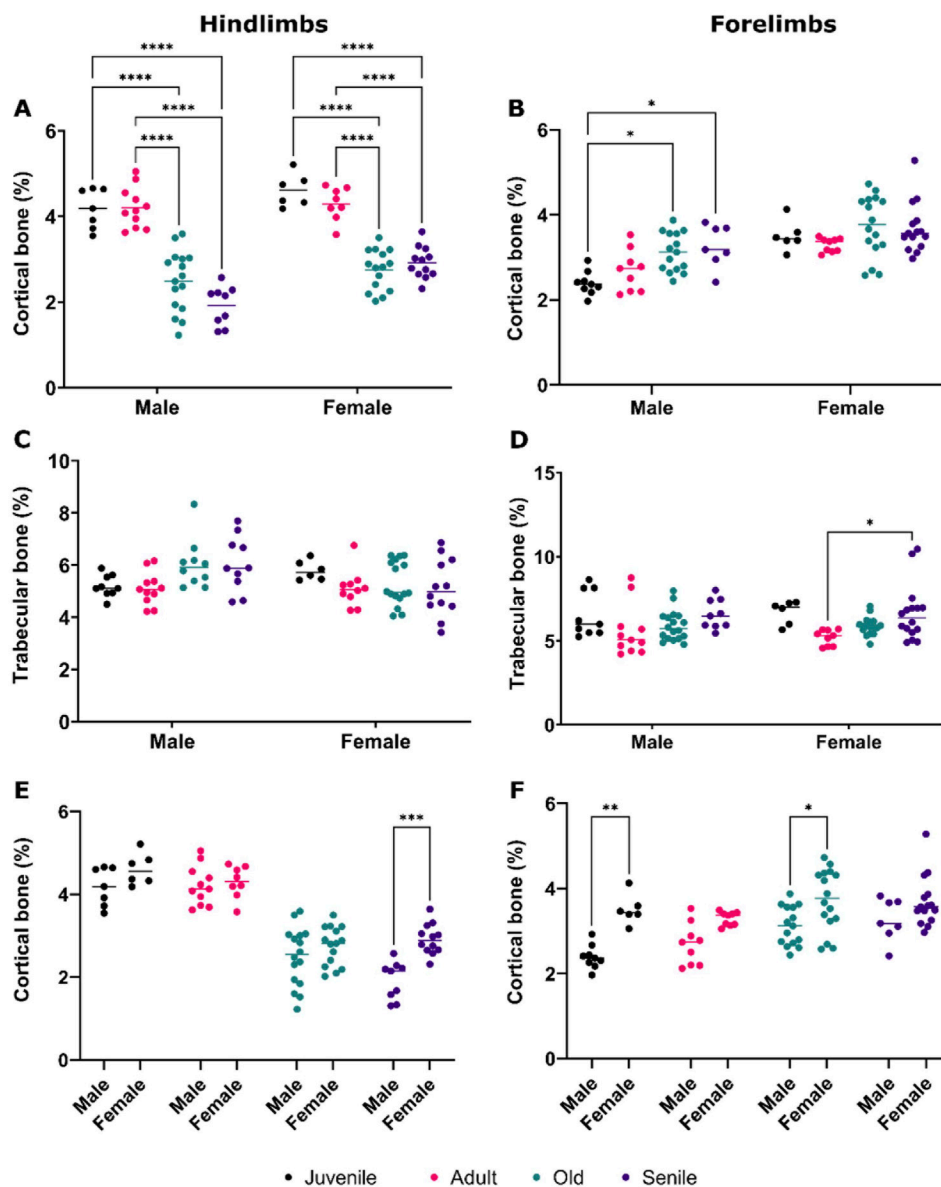 Hindlimbs
Forelimbs
A
****
****
****
****
****
****
****
****
Cortical bone (%)
6
4
2
0
Male
Female
B
*
*
Cortical bone (%)
6
4
2
0
Male
Female
C
Trabecular bone (%)
10
8
6
4
2
0
Male
Female
D
*
Trabecular bone (%)
15
10
5
0
Male
Female
E
***
Cortical bone (%)
6
4
2
0
Male
Female
Male
Female
Male
Female
Male
Female
F
**
*
Cortical bone (%)
6
4
2
0
Male
Female
Male
Female
Male
Female
Male
Female
Juvenile
Adult
Old
Senile